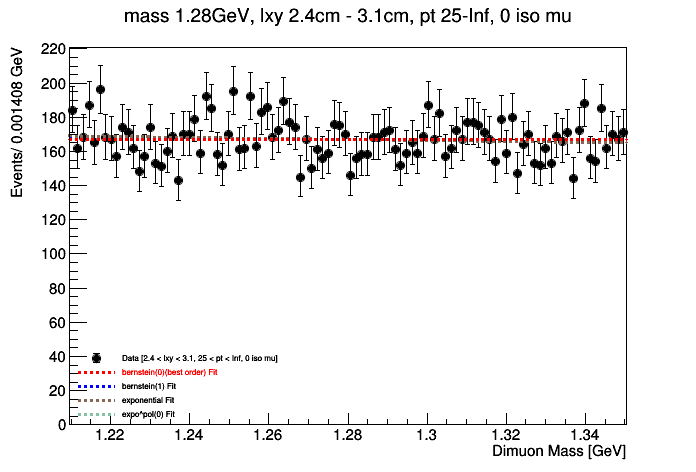 mass 1.28GeV, lxy 2.4cm - 3.1cm, pt 25-Inf, 0 iso mu
Events/ 0.001408 GeV
220
200
180
160
140
120
100
80
60
40
20
0
Data [2.4 < lxy < 3.1, 25 < pt < Inf, 0 iso mu]
bernstein(0)(best order) Fit
bernstein(1) Fit
exponential Fit
expo*pol(0) Fit
1.22 1.24 1.26 1.28 1.3 1.32 1.34
Dimuon Mass [GeV]